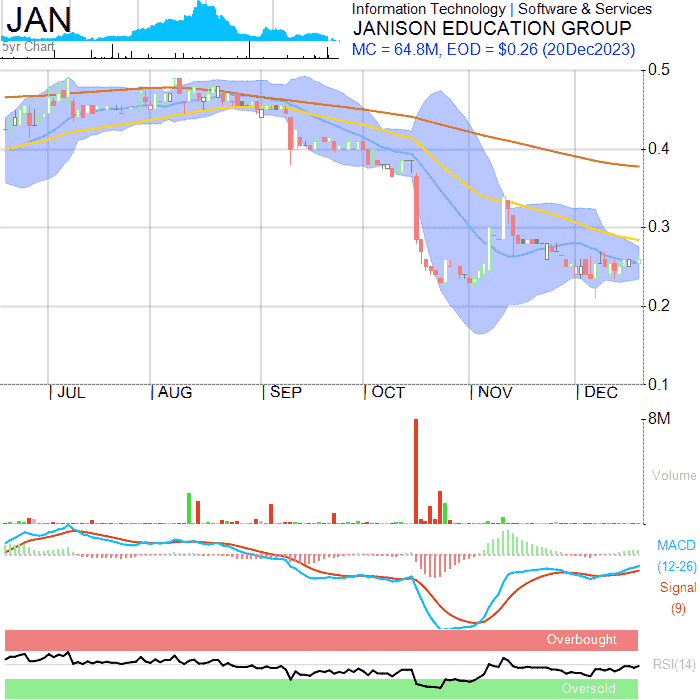 JAN
5yr Chart
Information Technology | Software & Services
JANISON EDUCATION GROUP
MC = 64.8M, EOD = $0.26 (20Dec2023)
0.5
0.4
0.3
0.2
0.1
| JUL | AUG | SEP | OCT | NOV | DEC
8M
Volume
MACD
(12-26)
Signal
(9)
Overbought
RSI(14)
Oversold